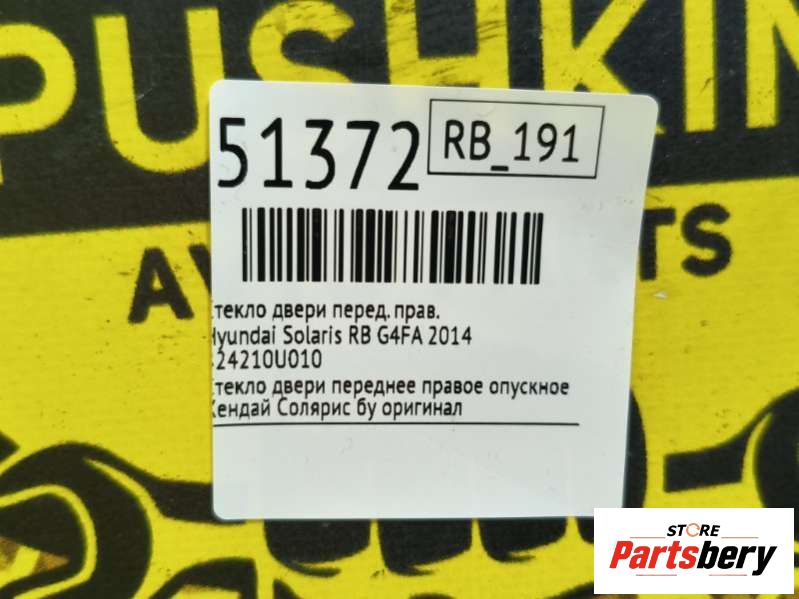 PUSHKIN
51372
RB_191
текло двери перед. прав.
Hyundai Solaris RB G4FA 2014
824210U010
текло двери переднее правое опускное
Хендай Солярис бу оригинал
STORE
Partsbery